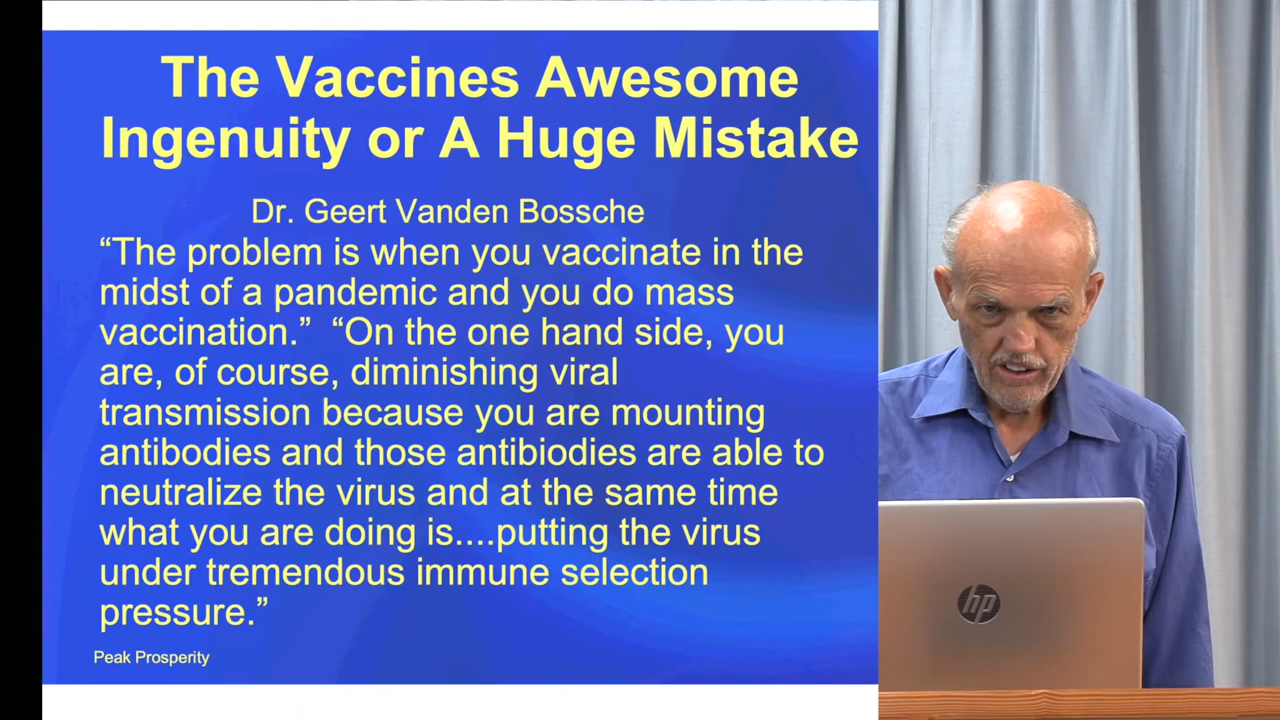 The Vaccines Awesome
Ingenuity or A Huge Mistake
Dr. Geert Vanden Bossche
“The problem is when you vaccinate in the
midst of a pandemic and you do mass
vaccination.”  “On the one hand side, you
are, of course, diminishing viral
transmission because you are mounting
antibodies and those antibiodies are able to
neutralize the virus and at the same time
what you are doing is....putting the virus
under tremendous immune selection
pressure.”
Peak Prosperity
hp